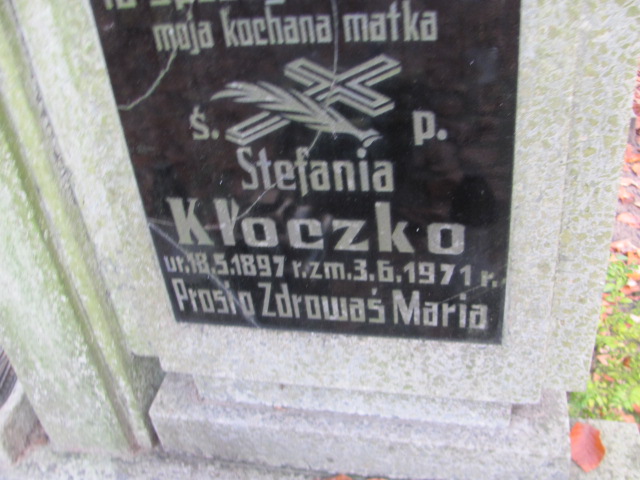 moja kochana matka
ś. p.
Stefania
Kłoczko
ur.18.5.1897 r. zm.3.6.1971 r.
Prosi o Zdrowaś Maria